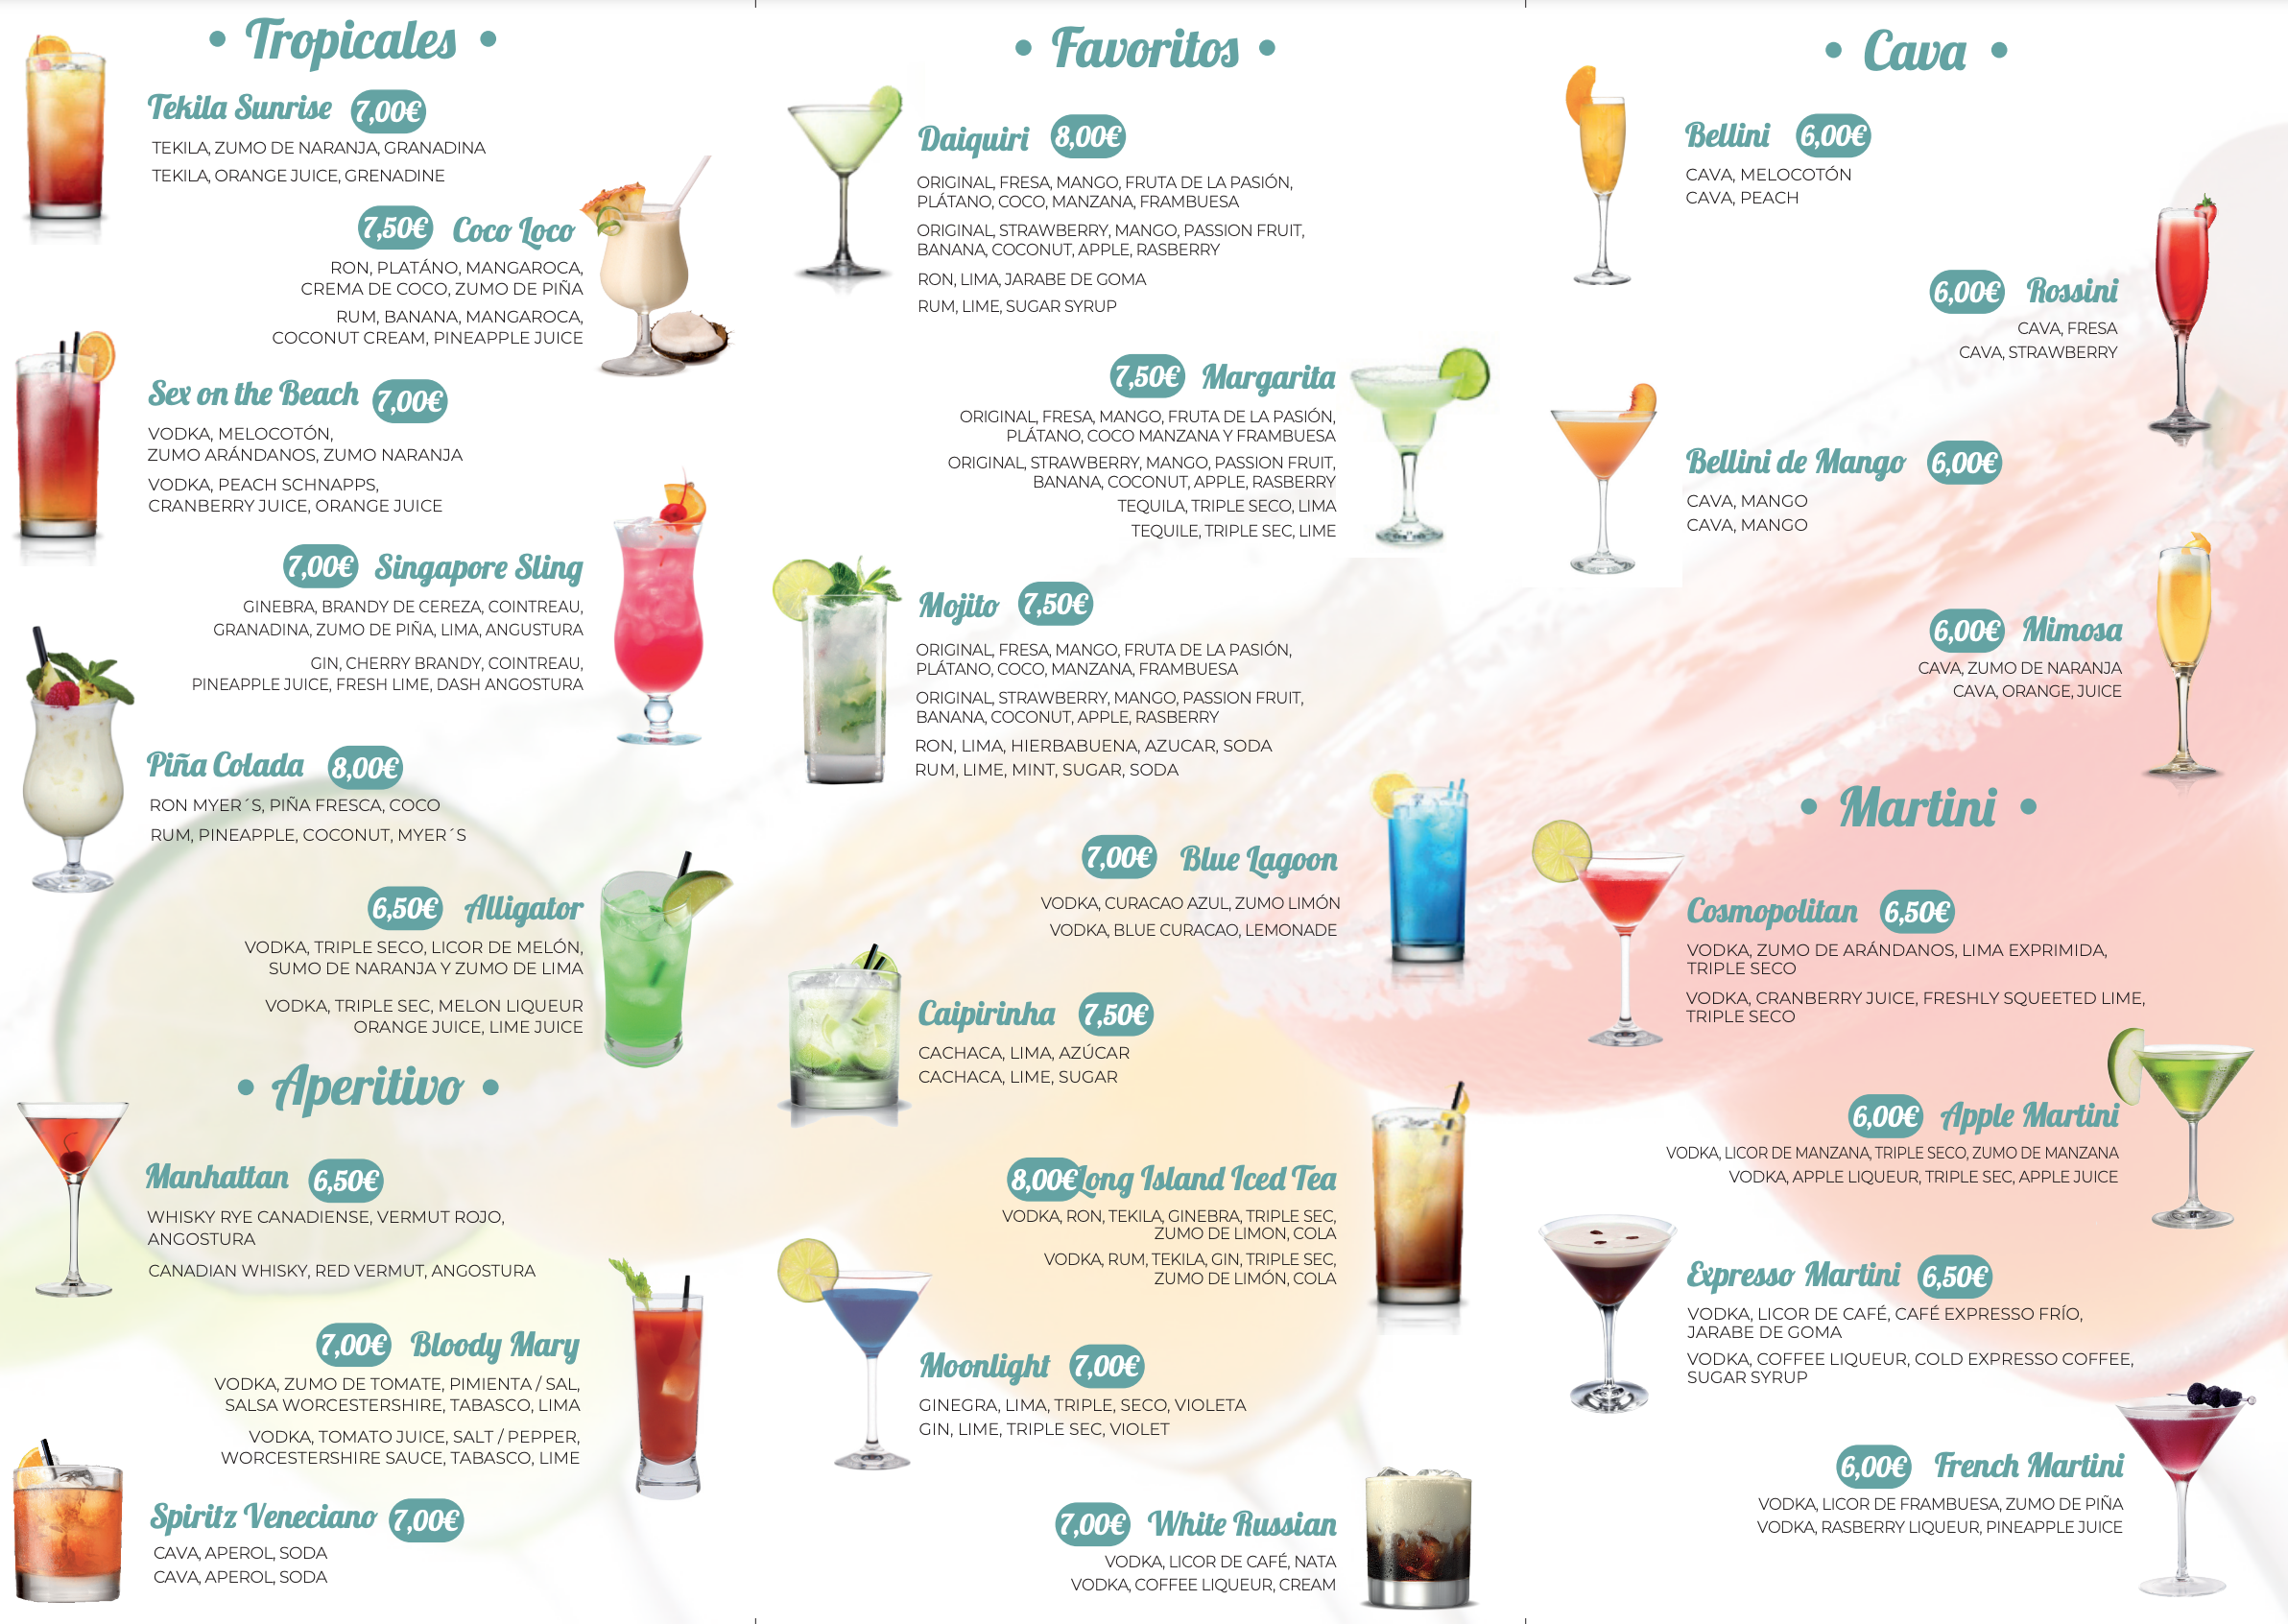 • Tropicales •
Tekila Sunrise 7,00€
TEKILA, ZUMO DE NARANJA, GRANADINA
TEKILA, ORANGE JUICE, GRENADINE
7,50€ Coco Loco
RON, PLATÁNO, MANGAROCA,
CREMA DE COCO, ZUMO DE PIÑA
RUM, BANANA, MANGAROCA,
COCONUT CREAM, PINEAPPLE JUICE
Sex on the Beach 7,00€
VODKA, MELOCOTÓN,
ZUMO ARÁNDANOS, ZUMO NARANJA
VODKA, PEACH SCHNAPPS,
CRANBERRY JUICE, ORANGE JUICE
7,00€ Singapore Sling
GINEBRA, BRANDY DE CEREZA, COINTREAU,
GRANADINA, ZUMO DE PIÑA, LIMA, ANGUSTURA
GIN, CHERRY BRANDY, COINTREAU,
PINEAPPLE JUICE, FRESH LIME, DASH ANGOSTURA
Piña Colada 8,00€
RON MYER´S, PIÑA FRESCA, COCO
RUM, PINEAPPLE, COCONUT, MYER´S
6,50€ Alligator
VODKA, TRIPLE SECO, LICOR DE MELÓN,
SUMO DE NARANJA Y ZUMO DE LIMA
VODKA, TRIPLE SEC, MELON LIQUEUR
ORANGE JUICE, LIME JUICE
• Aperitivo •
Manhattan 6,50€
WHISKY RYE CANADIENSE, VERMUT ROJO,
ANGOSTURA
CANADIAN WHISKY, RED VERMUT, ANGOSTURA
7,00€ Bloody Mary
VODKA, ZUMO DE TOMATE, PIMIENTA / SAL,
SALSA WORCESTERSHIRE, TABASCO, LIMA
VODKA, TOMATO JUICE, SALT / PEPPER,
WORCESTERSHIRE SAUCE, TABASCO, LIME
Spiritz Veneciano 7,00€
CAVA, APEROL, SODA
CAVA, APEROL, SODA
• Favoritos •
Daiquiri 8,00€
ORIGINAL, FRESA, MANGO, FRUTA DE LA PASIÓN,
PLÁTANO, COCO, MANZANA, FRAMBUESA
ORIGINAL, STRAWBERRY, MANGO, PASSION FRUIT,
BANANA, COCONUT, APPLE, RASBERRY
RON, LIMA, JARABE DE GOMA
RUM, LIME, SUGAR SYRUP
7,50€ Margarita
ORIGINAL, FRESA, MANGO, FRUTA DE LA PASIÓN,
PLÁTANO, COCO MANZANA Y FRAMBUESA
ORIGINAL, STRAWBERRY, MANGO, PASSION FRUIT,
BANANA, COCONUT, APPLE, RASBERRY
TEQUILA, TRIPLE SECO, LIMA
TEQUILE, TRIPLE SEC, LIME
Mojito 7,50€
ORIGINAL, FRESA, MANGO, FRUTA DE LA PASIÓN,
PLÁTANO, COCO, MANZANA, FRAMBUESA
ORIGINAL, STRAWBERRY, MANGO, PASSION FRUIT,
BANANA, COCONUT, APPLE, RASBERRY
RON, LIMA, HIERBABUENA, AZUCAR, SODA
RUM, LIME, MINT, SUGAR, SODA
7,00€ Blue Lagoon
VODKA, CURACAO AZUL, ZUMO LIMÓN
VODKA, BLUE CURACAO, LEMONADE
Caipirinha 7,50€
CACHACA, LIMA, AZÚCAR
CACHACA, LIME, SUGAR
8,00€ Long Island Iced Tea
VODKA, RON, TEKILA, GINEBRA, TRIPLE SEC,
ZUMO DE LIMON, COLA
VODKA, RUM, TEKILA, GIN, TRIPLE SEC,
ZUMO DE LIMÓN, COLA
Moonlight 7,00€
GINEGRA, LIMA, TRIPLE, SECO, VIOLETA
GIN, LIME, TRIPLE SEC, VIOLET
7,00€ White Russian
VODKA, LICOR DE CAFÉ, NATA
VODKA, COFFEE LIQUEUR, CREAM
• Cava •
Bellini 6,00€
CAVA, MELOCOTÓN
CAVA, PEACH
6,00€ Rossini
CAVA, FRESA
CAVA, STRAWBERRY
Bellini de Mango 6,00€
CAVA, MANGO
CAVA, MANGO
6,00€ Mimosa
CAVA, ZUMO DE NARANJA
CAVA, ORANGE, JUICE
• Martini •
Cosmopolitan 6,50€
VODKA, ZUMO DE ARÁNDANOS, LIMA EXPRIMIDA,
TRIPLE SECO
VODKA, CRANBERRY JUICE, FRESHLY SQUEETED LIME,
TRIPLE SECO
6,00€ Apple Martini
VODKA, LICOR DE MANZANA, TRIPLE SECO, ZUMO DE MANZANA
VODKA, APPLE LIQUEUR, TRIPLE SEC, APPLE JUICE
Expresso Martini 6,50€
VODKA, LICOR DE CAFÉ, CAFÉ EXPRESSO FRÍO,
JARABE DE GOMA
VODKA, COFFEE LIQUEUR, COLD EXPRESSO COFFEE,
SUGAR SYRUP
6,00€ French Martini
VODKA, LICOR DE FRAMBUESA, ZUMO DE PIÑA
VODKA, RASBERRY LIQUEUR, PINEAPPLE JUICE